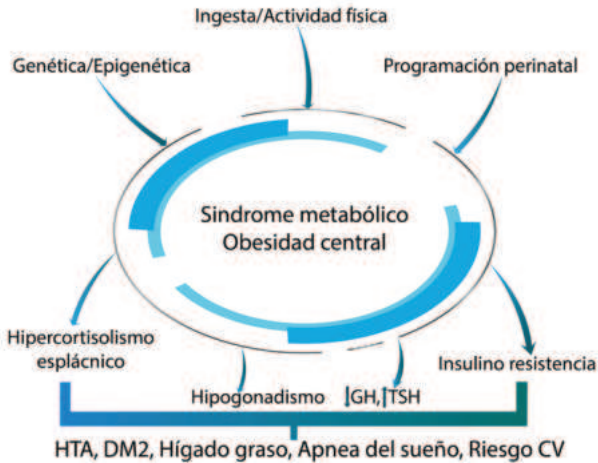 Ingesta/Actividad física
Genética/Epigenética
Programación perinatal
Sindrome metabólico
Obesidad central
Hipercortisolismo
esplácnico
Insulino resistencia
Hipogonadismo
↓GH,↑TSH
HTA, DM2, Hígado graso, Apnea del sueño, Riesgo CV